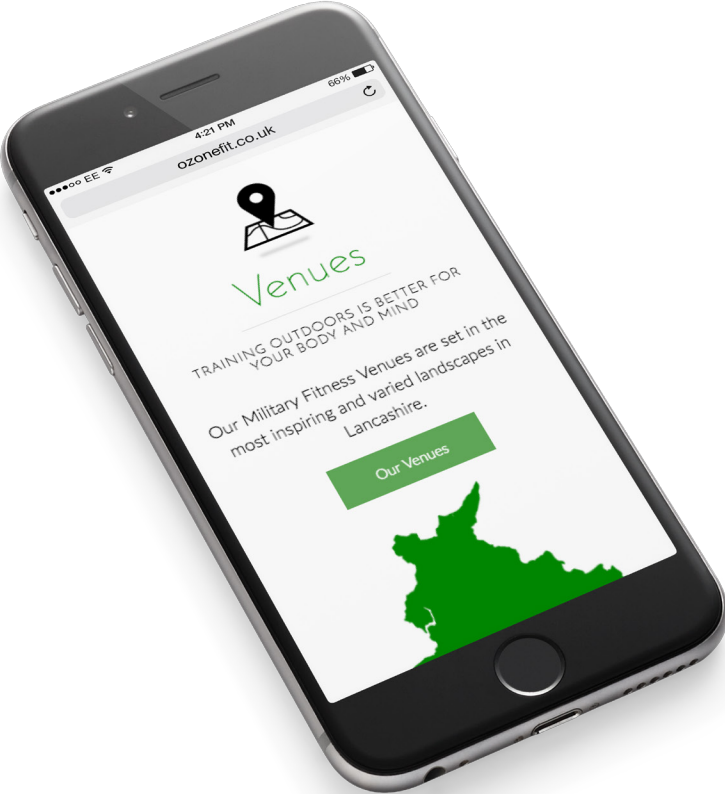 EE 4:21 PM 66%
ozonefit.co.uk
Venues
TRAINING OUTDOORS IS BETTER FOR
YOUR BODY AND MIND
Our Military Fitness Venues are set in the
most inspiring and varied landscapes in
Lancashire.
Our Venues